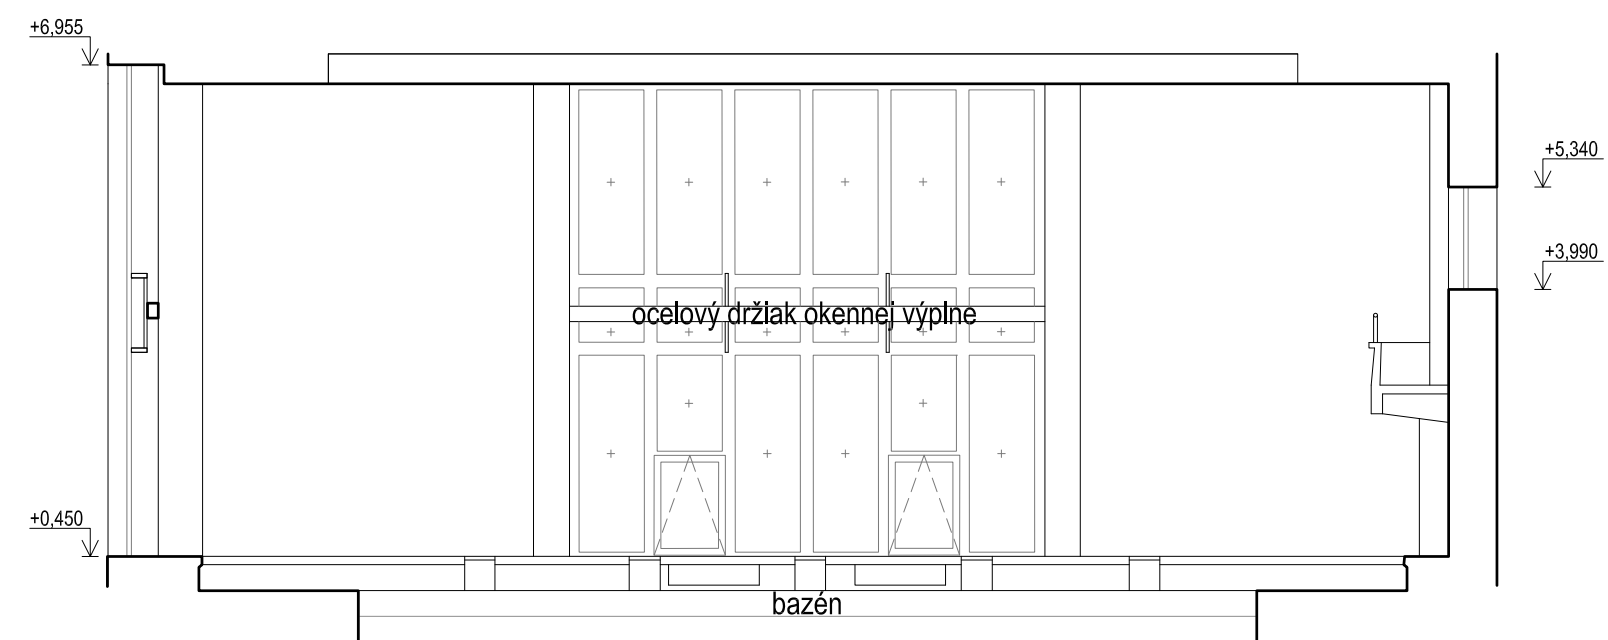 +6,955
+5,340
+3,990
ocelový držiak okennej výplne
+0,450
bazén